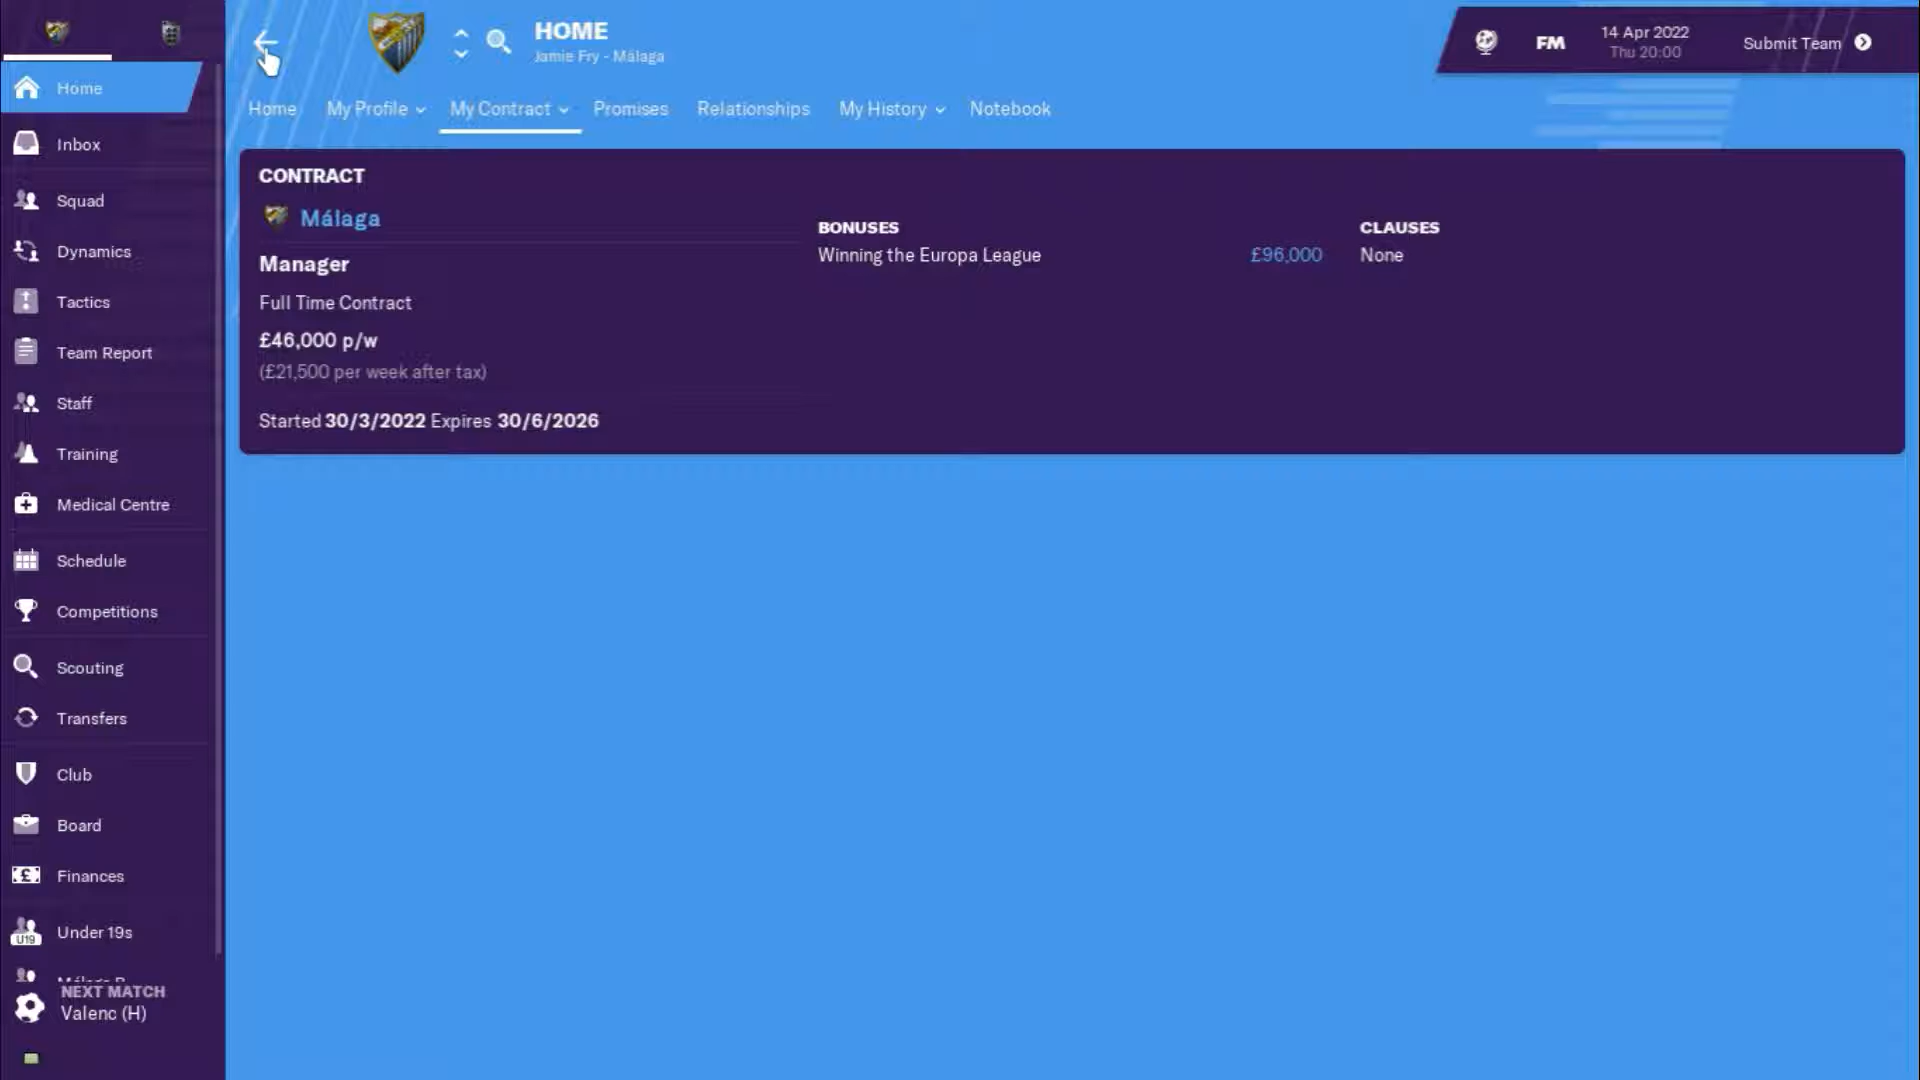 HOME
Jamie Fry - Málaga
FM
14 Apr 2022
Thu 20:00
Submit Team
Home
My Profile
My Contract
Promises
Relationships
My History
Notebook
Home
Inbox
Squad
Dynamics
Tactics
Team Report
Staff
Training
Medical Centre
Schedule
Competitions
Scouting
Transfers
Club
Board
Finances
U19
Under 19s
NEXT MATCH
Valenc (H)
CONTRACT
Málaga
Manager
Full Time Contract
£46,000 p/w
(£21,500 per week after tax)
Started 30/3/2022 Expires 30/6/2026
BONUSES
Winning the Europa League £96,000
CLAUSES
None